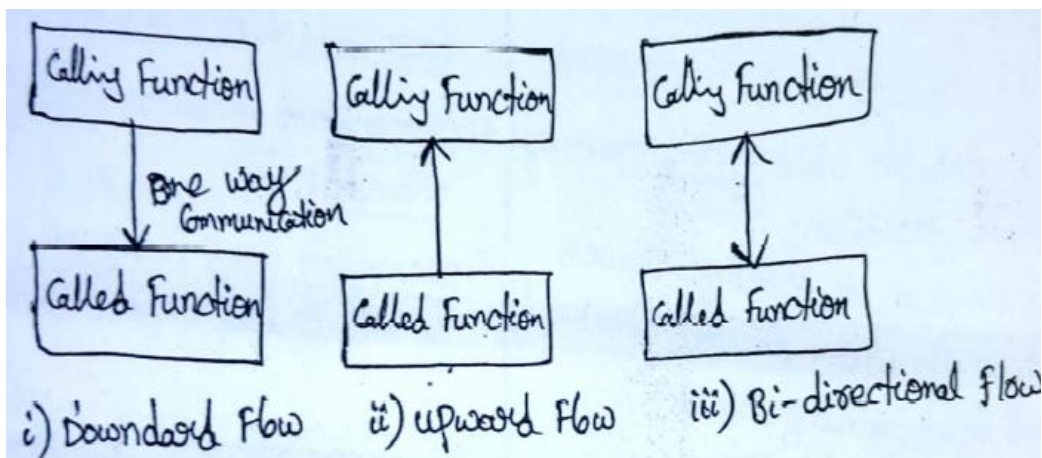 Calling Function
Calling Function
Calling Function
One way
Communication
Called Function
Called Function
Called Function
i) Downdard Flow
ii) Upward Flow
iii) Bi-directional flow